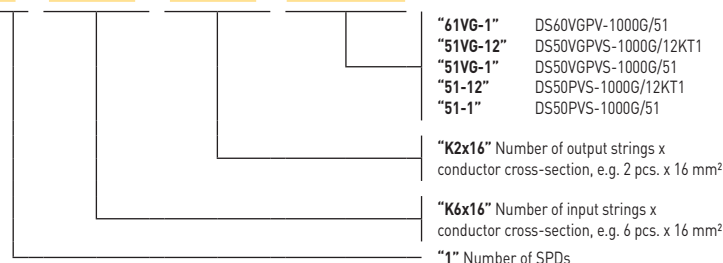 “61VG-1” DS60VGPV-1000G/51
“51VG-12” DS50VGPVS-1000G/12KT1
“51VG-1” DS50VGPVS-1000G/51
“51-12” DS50PVS-1000G/12KT1
“51-1” DS50PVS-1000G/51
“K2x16” Number of output strings x
conductor cross-section, e.g. 2 pcs. x 16 mm²
“K6x16” Number of input strings x
conductor cross-section, e.g. 6 pcs. x 16 mm²
“1” Number of SPDs